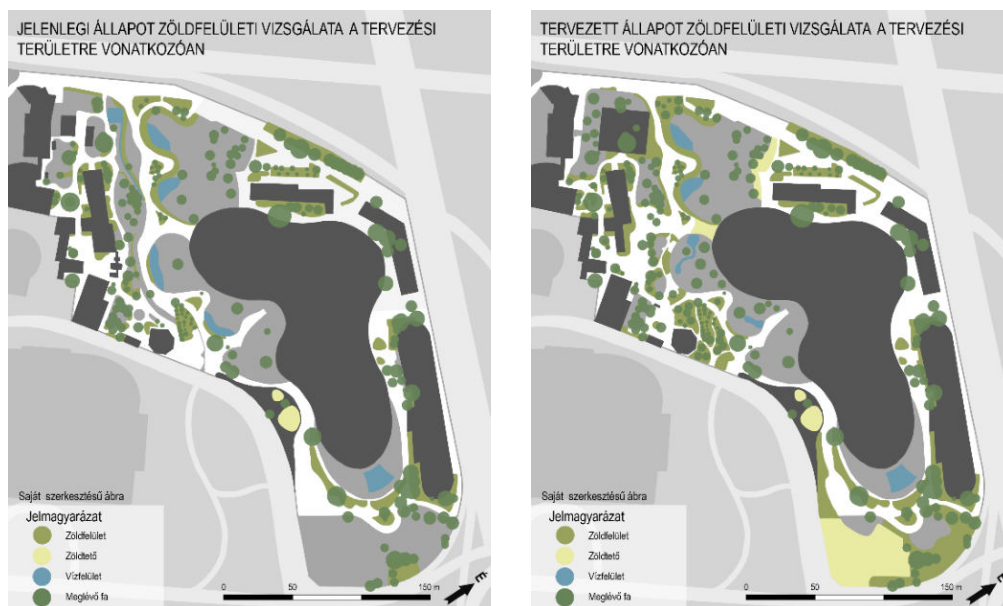 JELENLEGI ÁLLAPOT ZÖLDFELÜLETI VIZSGÁLATA A TERVEZÉSI
TERÜLETRE VONATKOZÓAN
Saját szerkesztésű ábra
Jelmagyarázat
Zöldfelület
Zöldtető
Vízfelület
Meglévő fa
0 50 150 m
É
TERVEZETT ÁLLAPOT ZÖLDFELÜLETI VIZSGÁLATA A TERVEZÉSI
TERÜLETRE VONATKOZÓAN
Saját szerkesztésű ábra
Jelmagyarázat
Zöldfelület
Zöldtető
Vízfelület
Meglévő fa
0 50 150 m
É